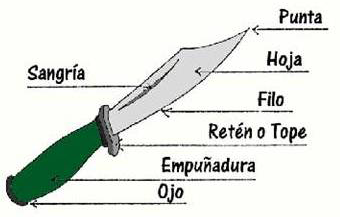 Punta
Hoja
Sangría
Filo
Retén o Tope
Empuñadura
Ojo